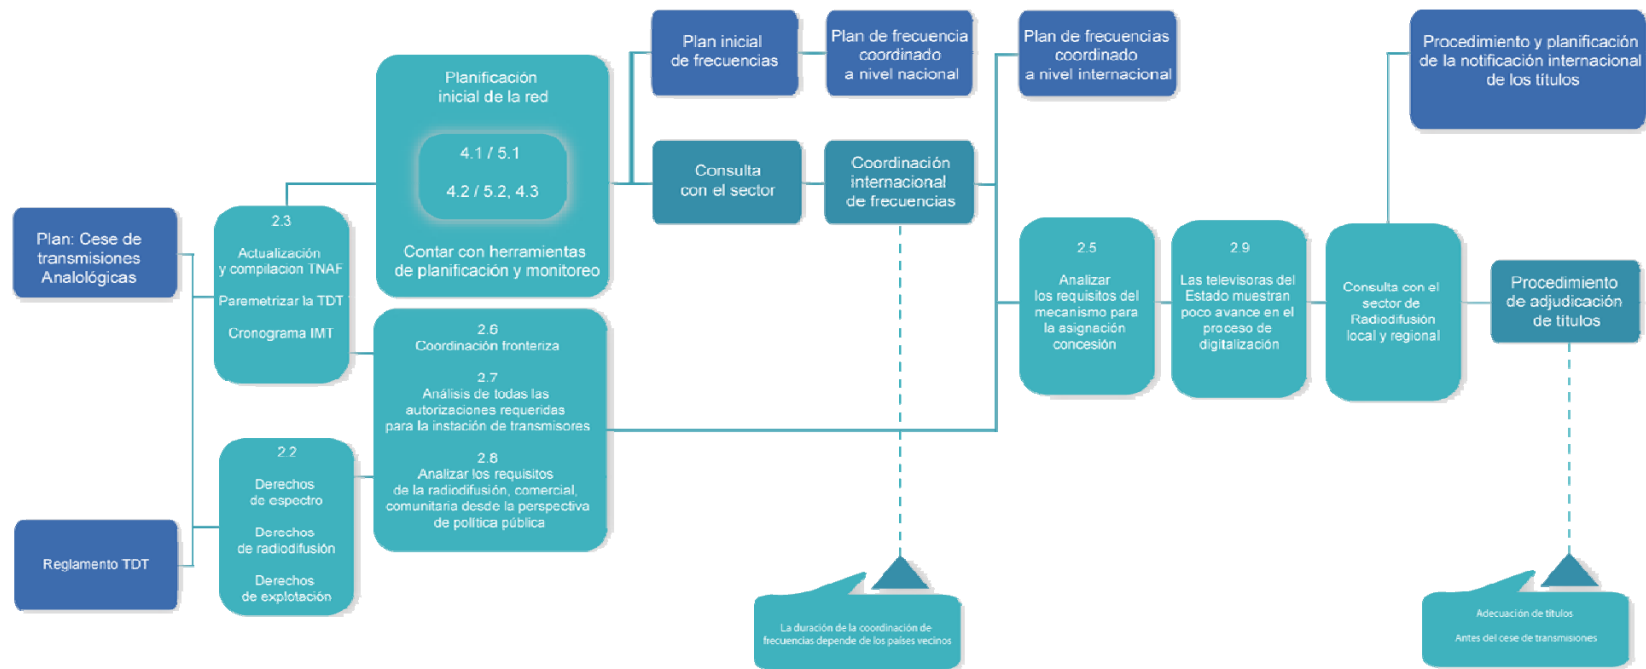 Plan: Cese de
transmisiones
Analológicas
Reglamento TDT
2.3
Actualización
y compilacion TNAF
Paremetrizar la TDT
Cronograma IMT
2.2
Derechos
de espectro
Derechos
de radiodifusión
Derechos
de explotación
Planificación
inicial de la red
4.1 / 5.1
4.2 / 5.2, 4.3
Contar con herramientas
de planificación y monitoreo
2.6
Coordinación fronteriza
2.7
Análisis de todas las
autorizaciones requeridas
para la instación de transmisores
2.8
Analizar los requisitos
de la radiodifusión, comercial,
comunitaria desde la perspectiva
de política pública
Plan inicial
de frecuencias
Plan de frecuencia
coordinado
a nivel nacional
Consulta
con el sector
Coordinación
internacional
de frecuencias
La duración de la coordinación de
frecuencias depende de los países vecinos
Plan de frecuencias
coordinado
a nivel internacional
2.5
Analizar
los requisitos del
mecanismo para
la asignación
concesión
2.9
Las televisoras del
Estado muestran
poco avance en el
proceso de
digitalización
Consulta con el
sector de
Radiodifusión
local y regional
Procedimiento y planificación
de la notificación internacional
de los títulos
Procedimiento
de adjudicación
de títulos
Adecuación de títulos
Antes del cese de transmisiones